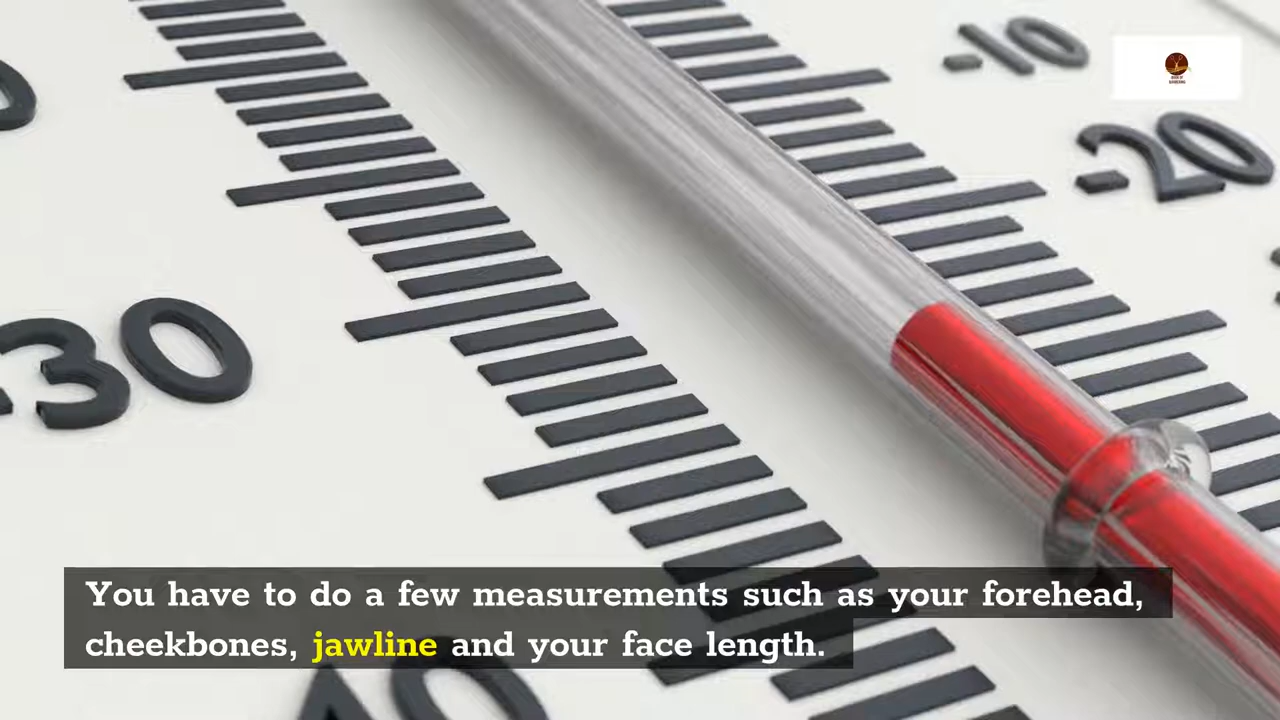 -10
-20
-30
40
You have to do a few measurements such as your forehead,
cheekbones, jawline and your face length.